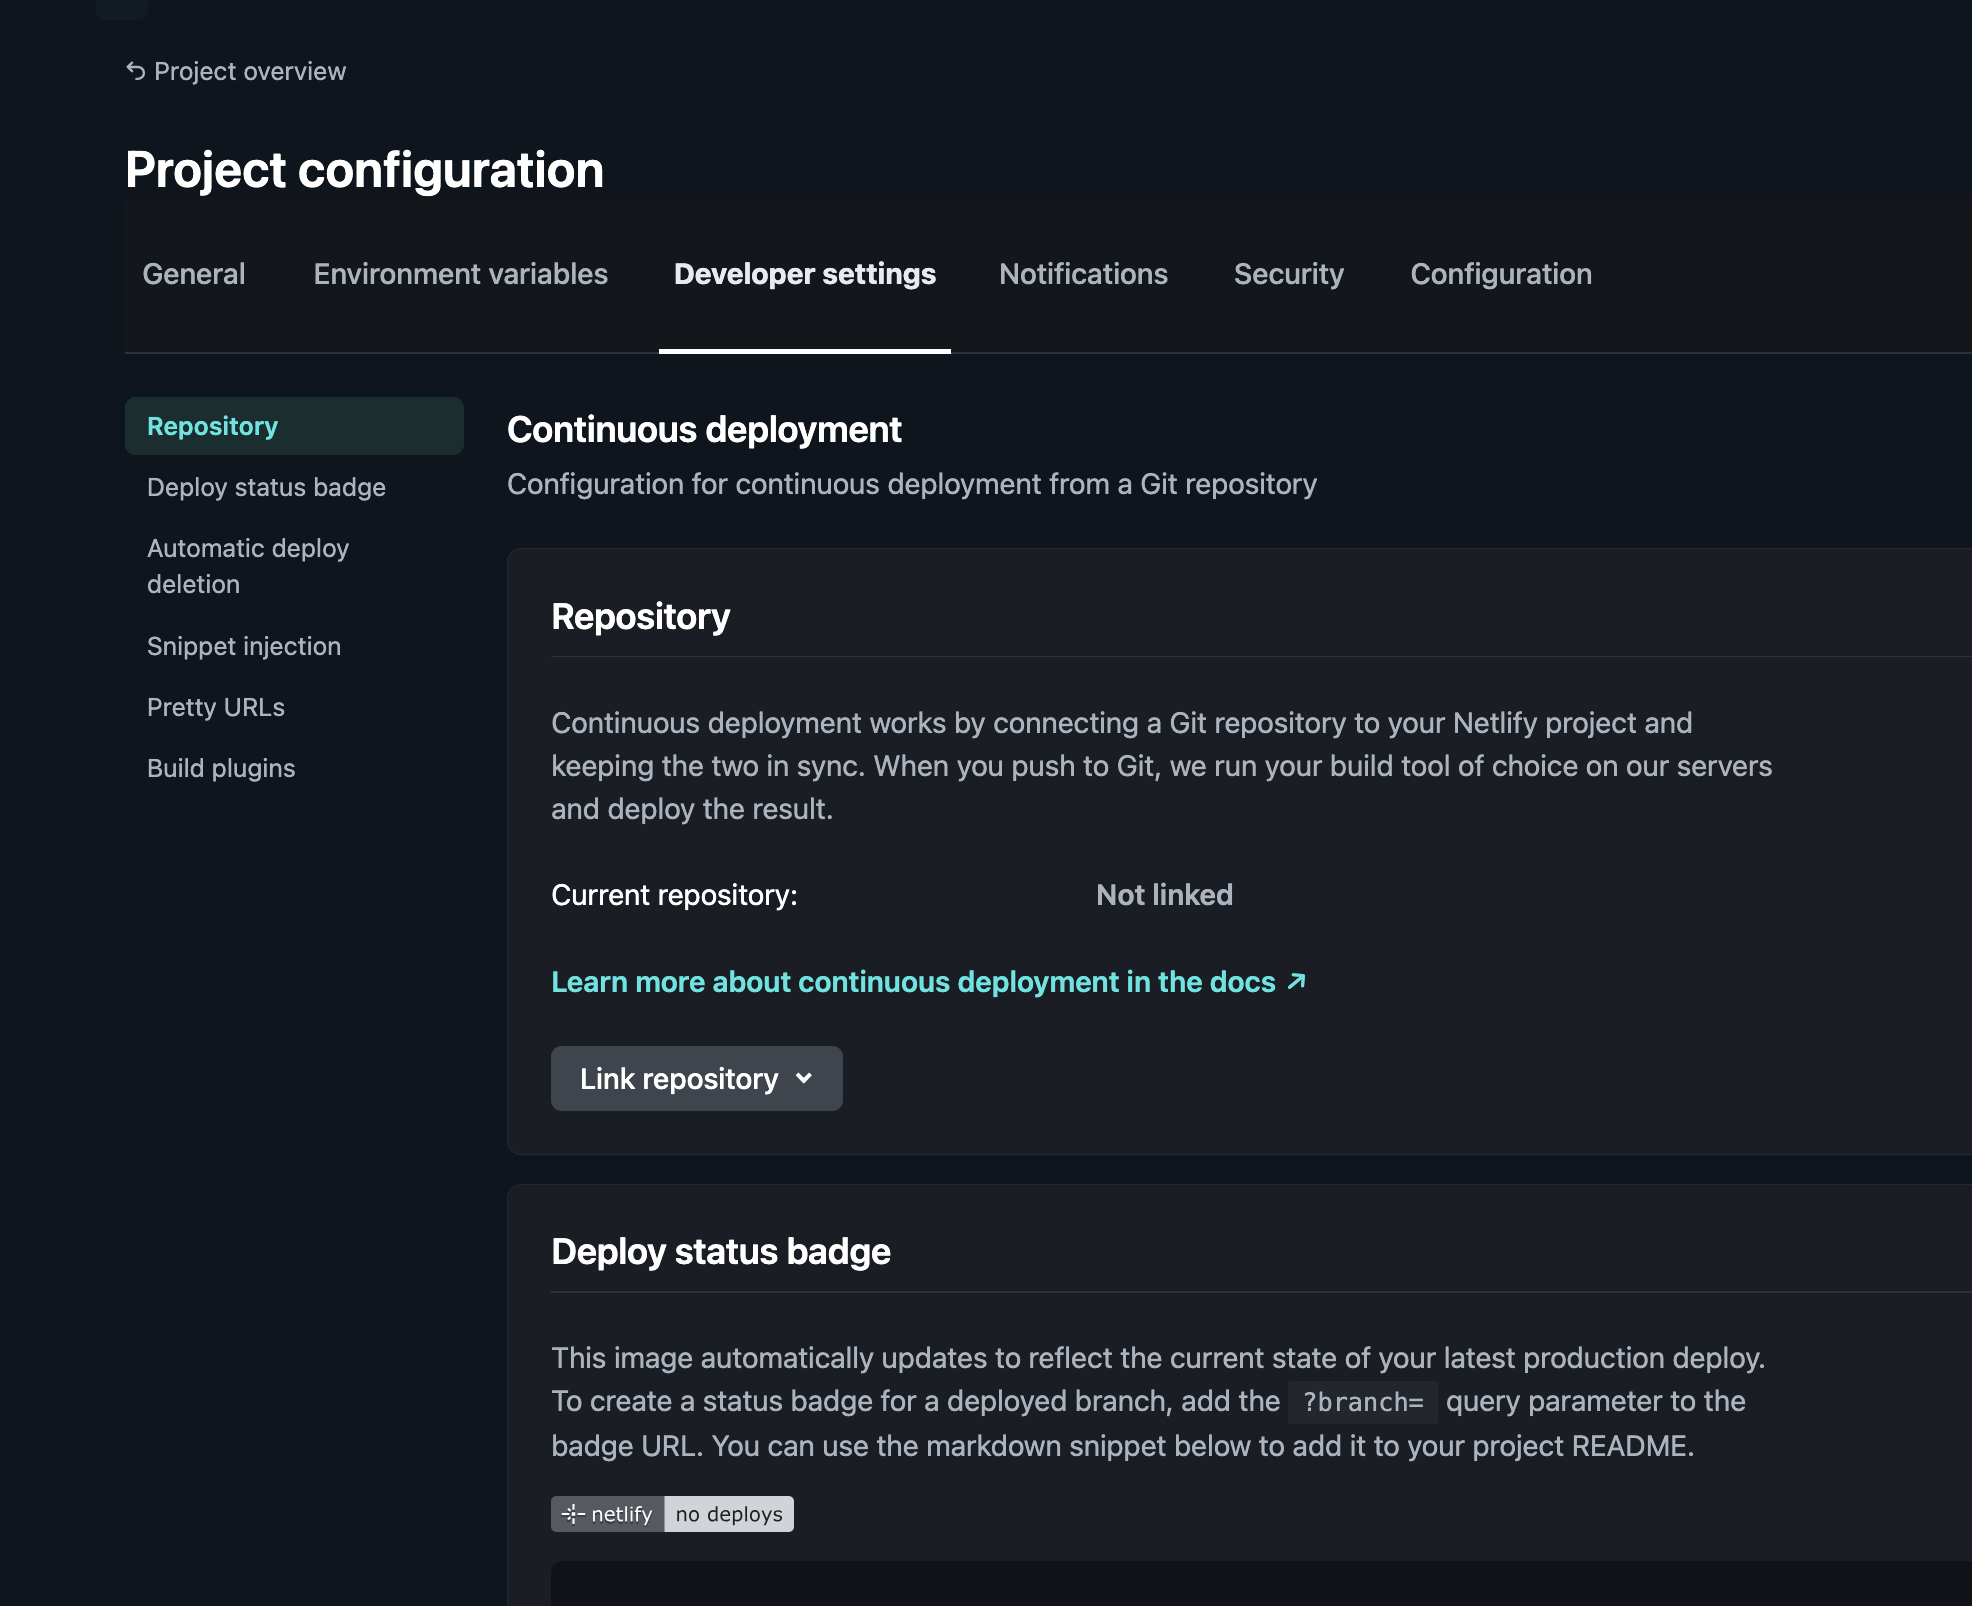 Project overview
Project configuration
General
Environment variables
Developer settings
Notifications
Security
Configuration
Repository
Deploy status badge
Automatic deploy
deletion
Snippet injection
Pretty URLs
Build plugins
Continuous deployment
Configuration for continuous deployment from a Git repository
Repository
Continuous deployment works by connecting a Git repository to your Netlify project and
keeping the two in sync. When you push to Git, we run your build tool of choice on our servers
and deploy the result.
Current repository: Not linked
Learn more about continuous deployment in the docs ↗
Link repository
Deploy status badge
This image automatically updates to reflect the current state of your latest production deploy.
To create a status badge for a deployed branch, add the ?branch= query parameter to the
badge URL. You can use the markdown snippet below to add it to your project README.
netlify no deploys